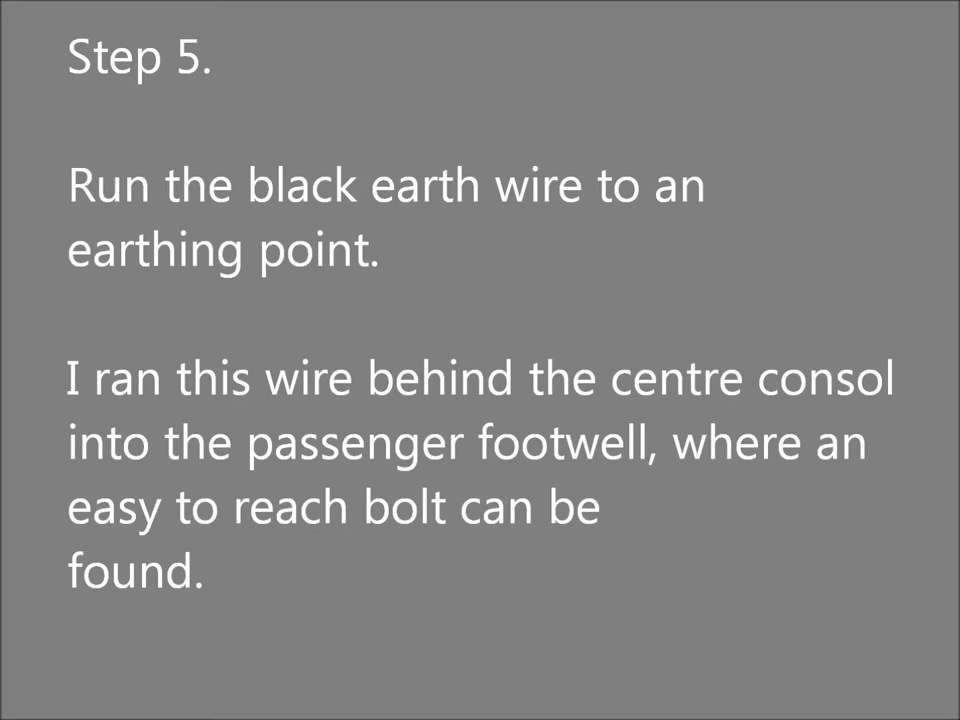 Step 5.
Run the black earth wire to an
earthing point.
I ran this wire behind the centre consol
into the passenger footwell, where an
easy to reach bolt can be
found.